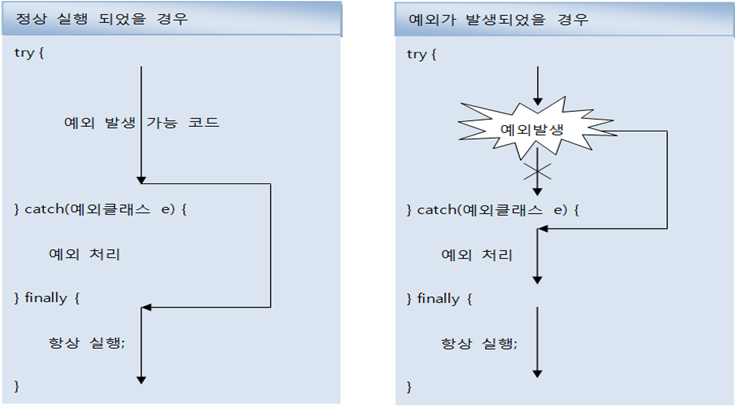 정상 실행 되었을 경우
try {
예외 발생 가능 코드
} catch(예외클래스 e) {
예외 처리
} finally {
항상 실행;
}
예외가 발생되었을 경우
try {
예외발생
} catch(예외클래스 e) {
예외 처리
} finally {
항상 실행;
}